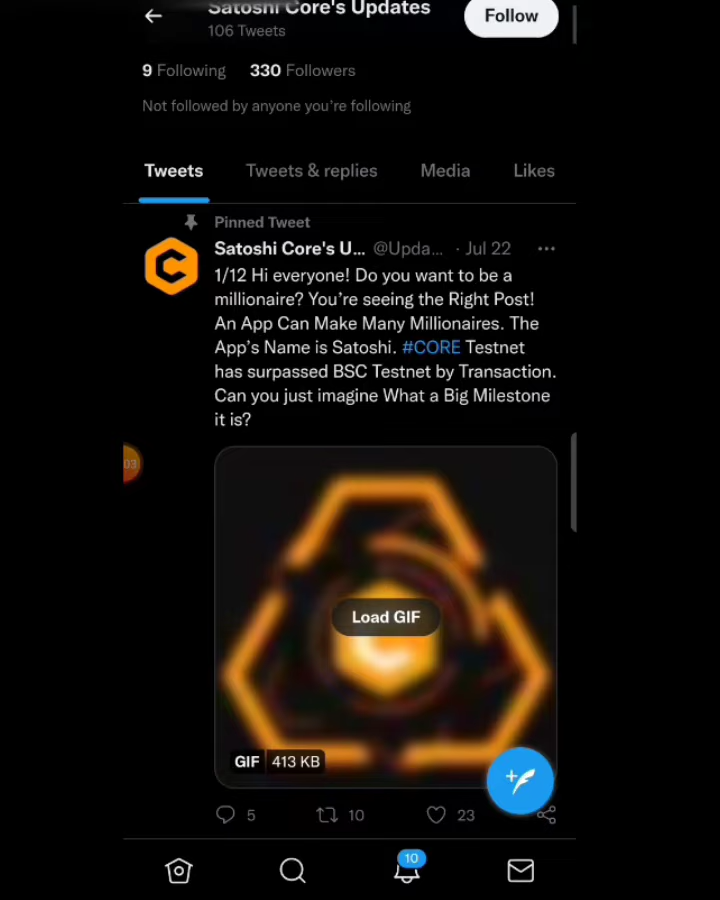 Satoshi Core's Updates
106 Tweets
Follow
9 Following 330 Followers
Not followed by anyone you're following
Tweets Tweets & replies Media Likes
Pinned Tweet
Satoshi Core's U... @Upda... · Jul 22
1/12 Hi everyone! Do you want to be a
millionaire? You're seeing the Right Post!
An App Can Make Many Millionaires. The
App's Name is Satoshi. #CORE Testnet
has surpassed BSC Testnet by Transaction.
Can you just imagine What a Big Milestone
it is?
03
Load GIF
GIF 413 KB
5 10 23
10